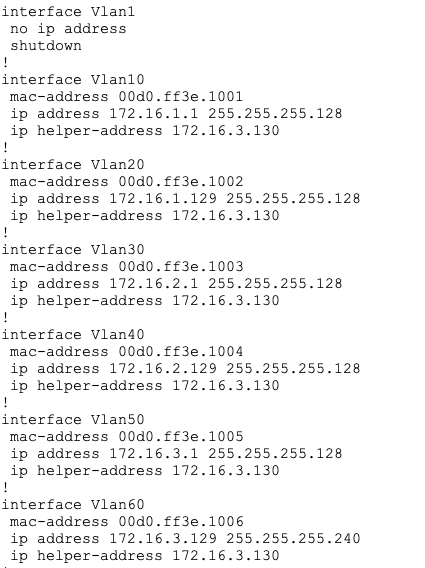 interface Vlan1
 no ip address
 shutdown
!
interface Vlan10
 mac-address 00d0.ff3e.1001
 ip address 172.16.1.1 255.255.255.128
 ip helper-address 172.16.3.130
!
interface Vlan20
 mac-address 00d0.ff3e.1002
 ip address 172.16.1.129 255.255.255.128
 ip helper-address 172.16.3.130
!
interface Vlan30
 mac-address 00d0.ff3e.1003
 ip address 172.16.2.1 255.255.255.128
 ip helper-address 172.16.3.130
!
interface Vlan40
 mac-address 00d0.ff3e.1004
 ip address 172.16.2.129 255.255.255.128
 ip helper-address 172.16.3.130
!
interface Vlan50
 mac-address 00d0.ff3e.1005
 ip address 172.16.3.1 255.255.255.128
 ip helper-address 172.16.3.130
!
interface Vlan60
 mac-address 00d0.ff3e.1006
 ip address 172.16.3.129 255.255.255.240
 ip helper-address 172.16.3.130